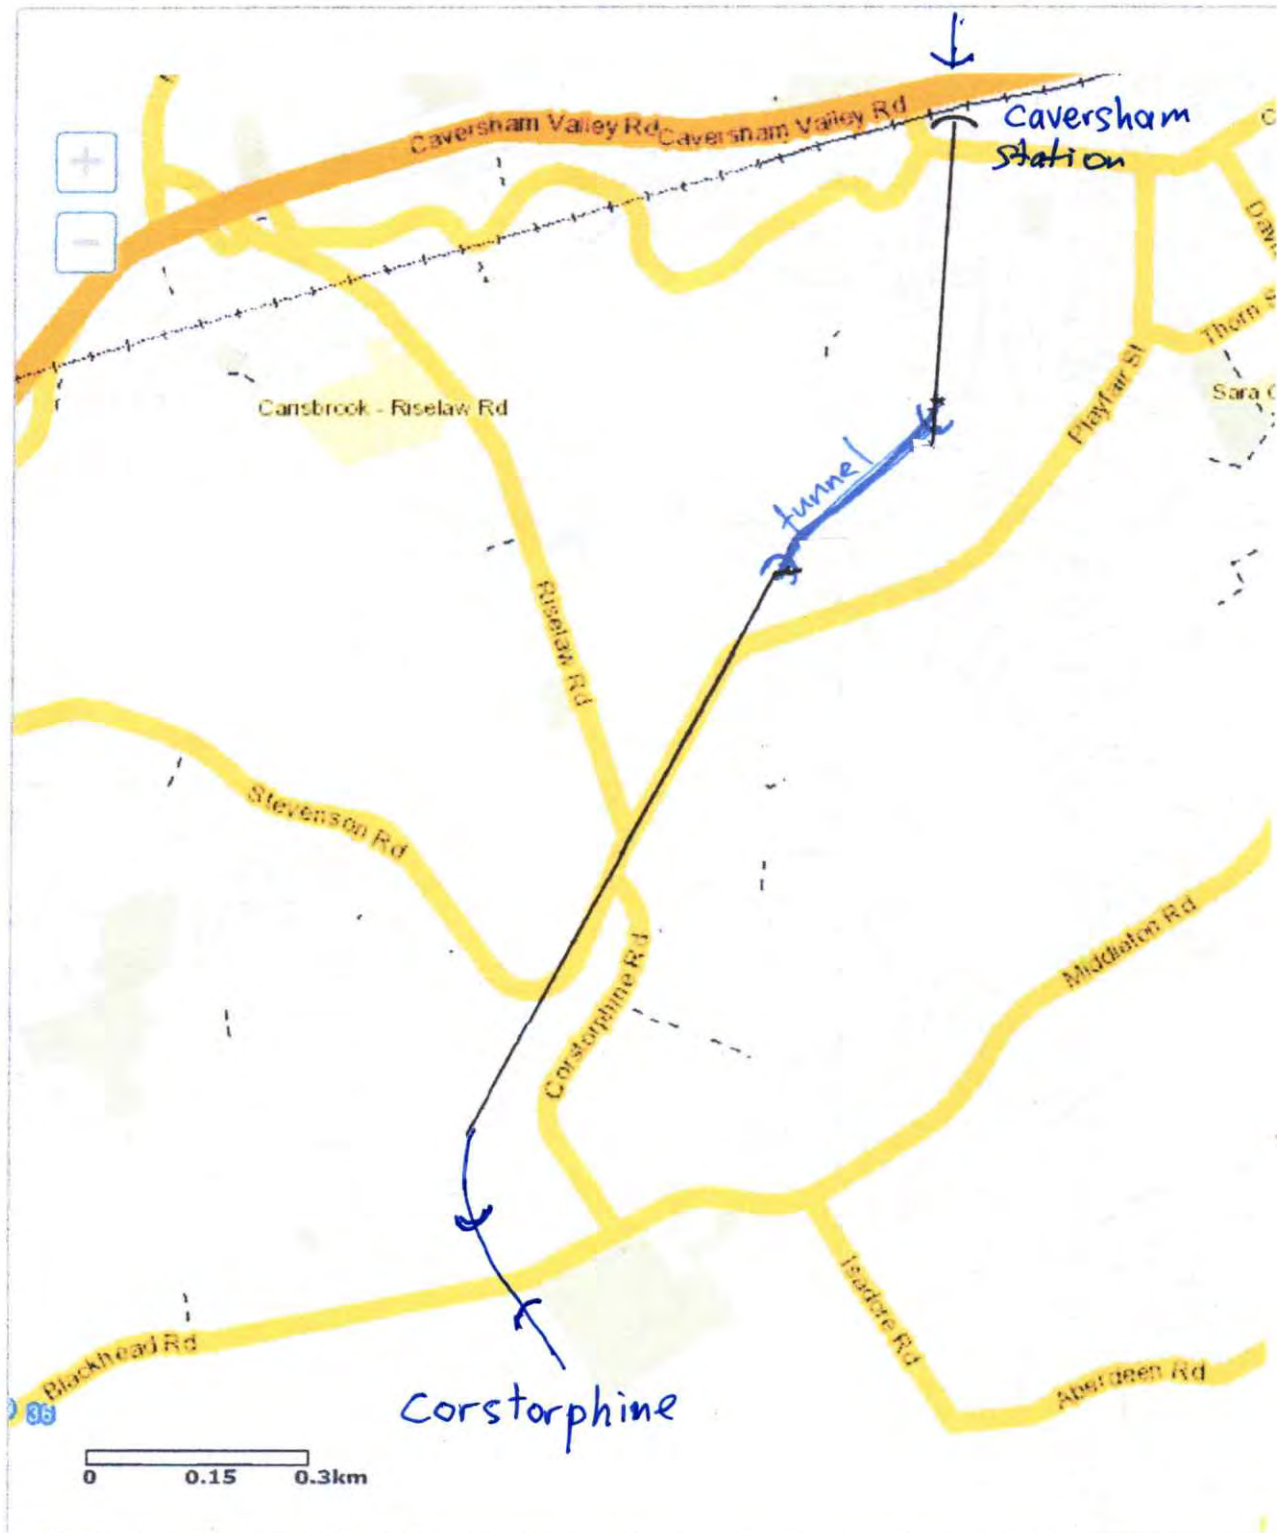 Caversham Valley Rd
Caversham Valley Rd
Caversham
station
+
-
Thorn
Carisbrook - Riselaw Rd
Playfair St
Sara
tunnel
Riselaw Rd
Stevenson Rd
Middleton Rd
Corstorphine Rd
Isadore Rd
Blackhead Rd
Aberdeen Rd
36
Corstorphine
0 0.15 0.3km